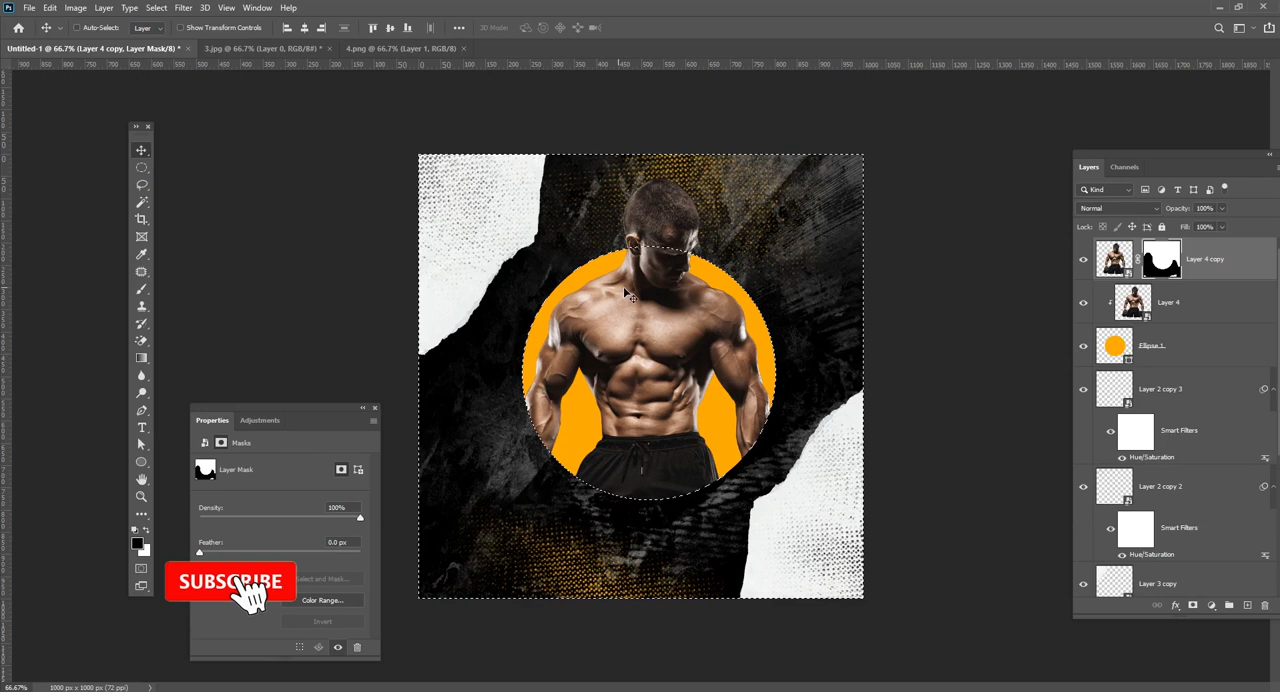 Ps File Edit Image Layer Type Select Filter 3D View Window Help
Auto-Select: Layer Show Transform Controls 3D Mode:
Untitled-1 @ 66.7% (Layer 4 copy, Layer Mask/8) * × 3.jpg @ 66.7% (Layer 0, RGB/8#) * × 4.png @ 66.7% (Layer 1, RGB/8) ×
Layers Channels
Kind
Normal Opacity: 100%
Lock: Fill: 100%
Layer 4 copy
Layer 4
Ellipse 1
Layer 2 copy 3
Smart Filters
Hue/Saturation
Layer 2 copy 2
Smart Filters
Hue/Saturation
Layer 3 copy
fx
Properties Adjustments
Masks
Layer Mask
Density: 100%
Feather: 0.0 px
Select and Mask...
Color Range...
Invert
SUBSCRIBE
66.67% 1000 px x 1000 px (72 ppi)